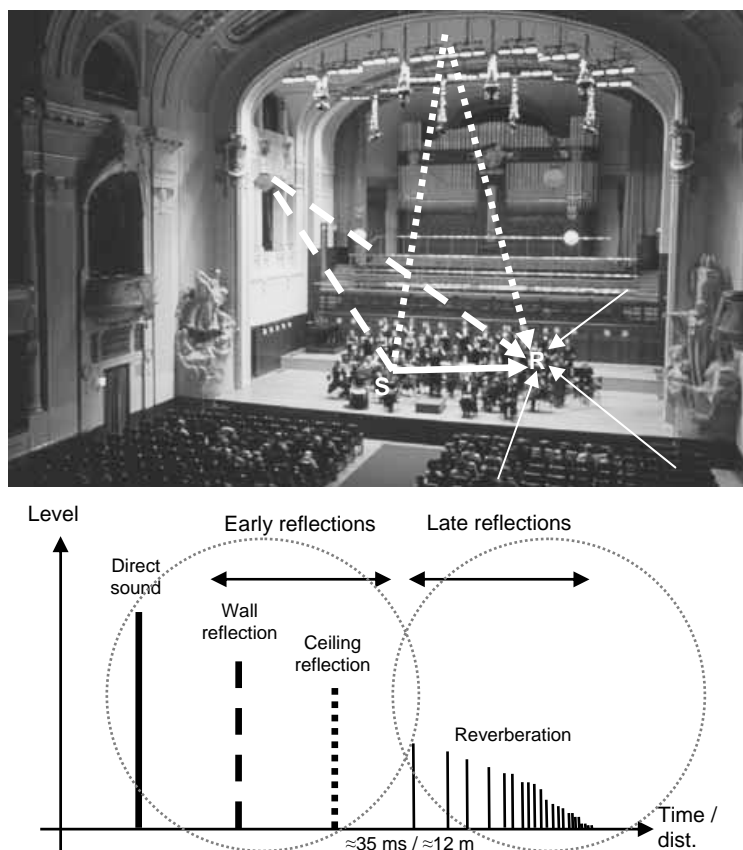 S
R
Level
Early reflections
Late reflections
Direct
sound
Wall
reflection
Ceiling
reflection
Reverberation
Time /
dist.
≈35 ms / ≈12 m